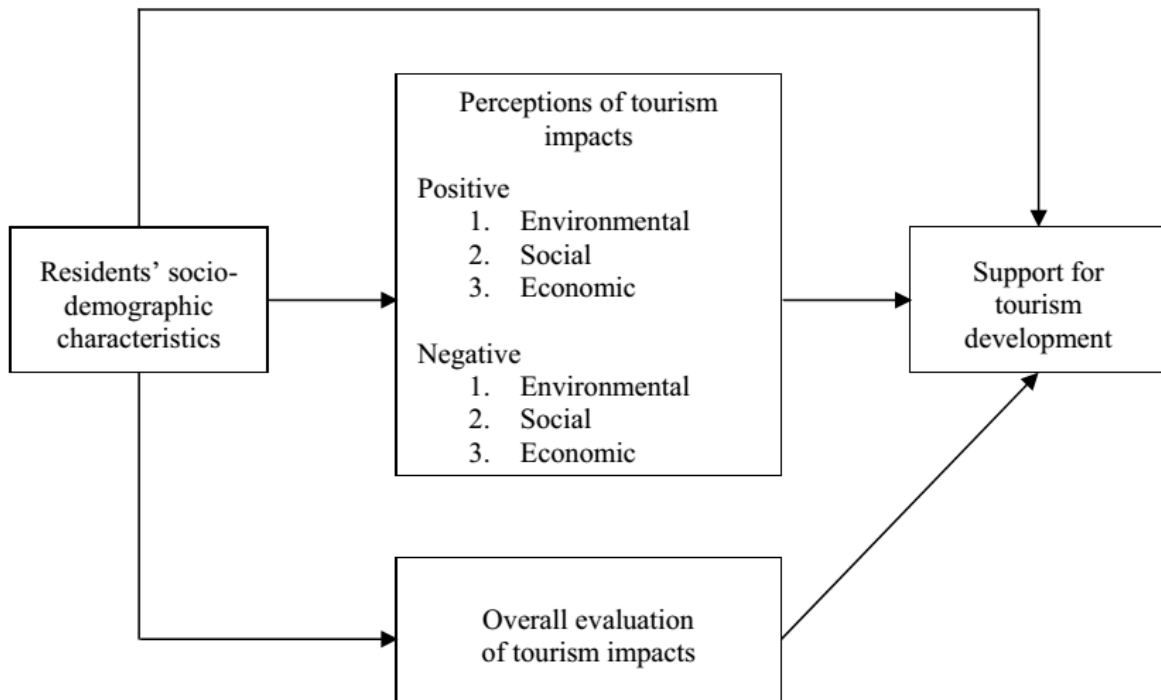 Perceptions of tourism
impacts
Positive
1. Environmental
2. Social
3. Economic
Negative
1. Environmental
2. Social
3. Economic
Residents’ socio-
demographic
characteristics
Support for
tourism
development
Overall evaluation
of tourism impacts